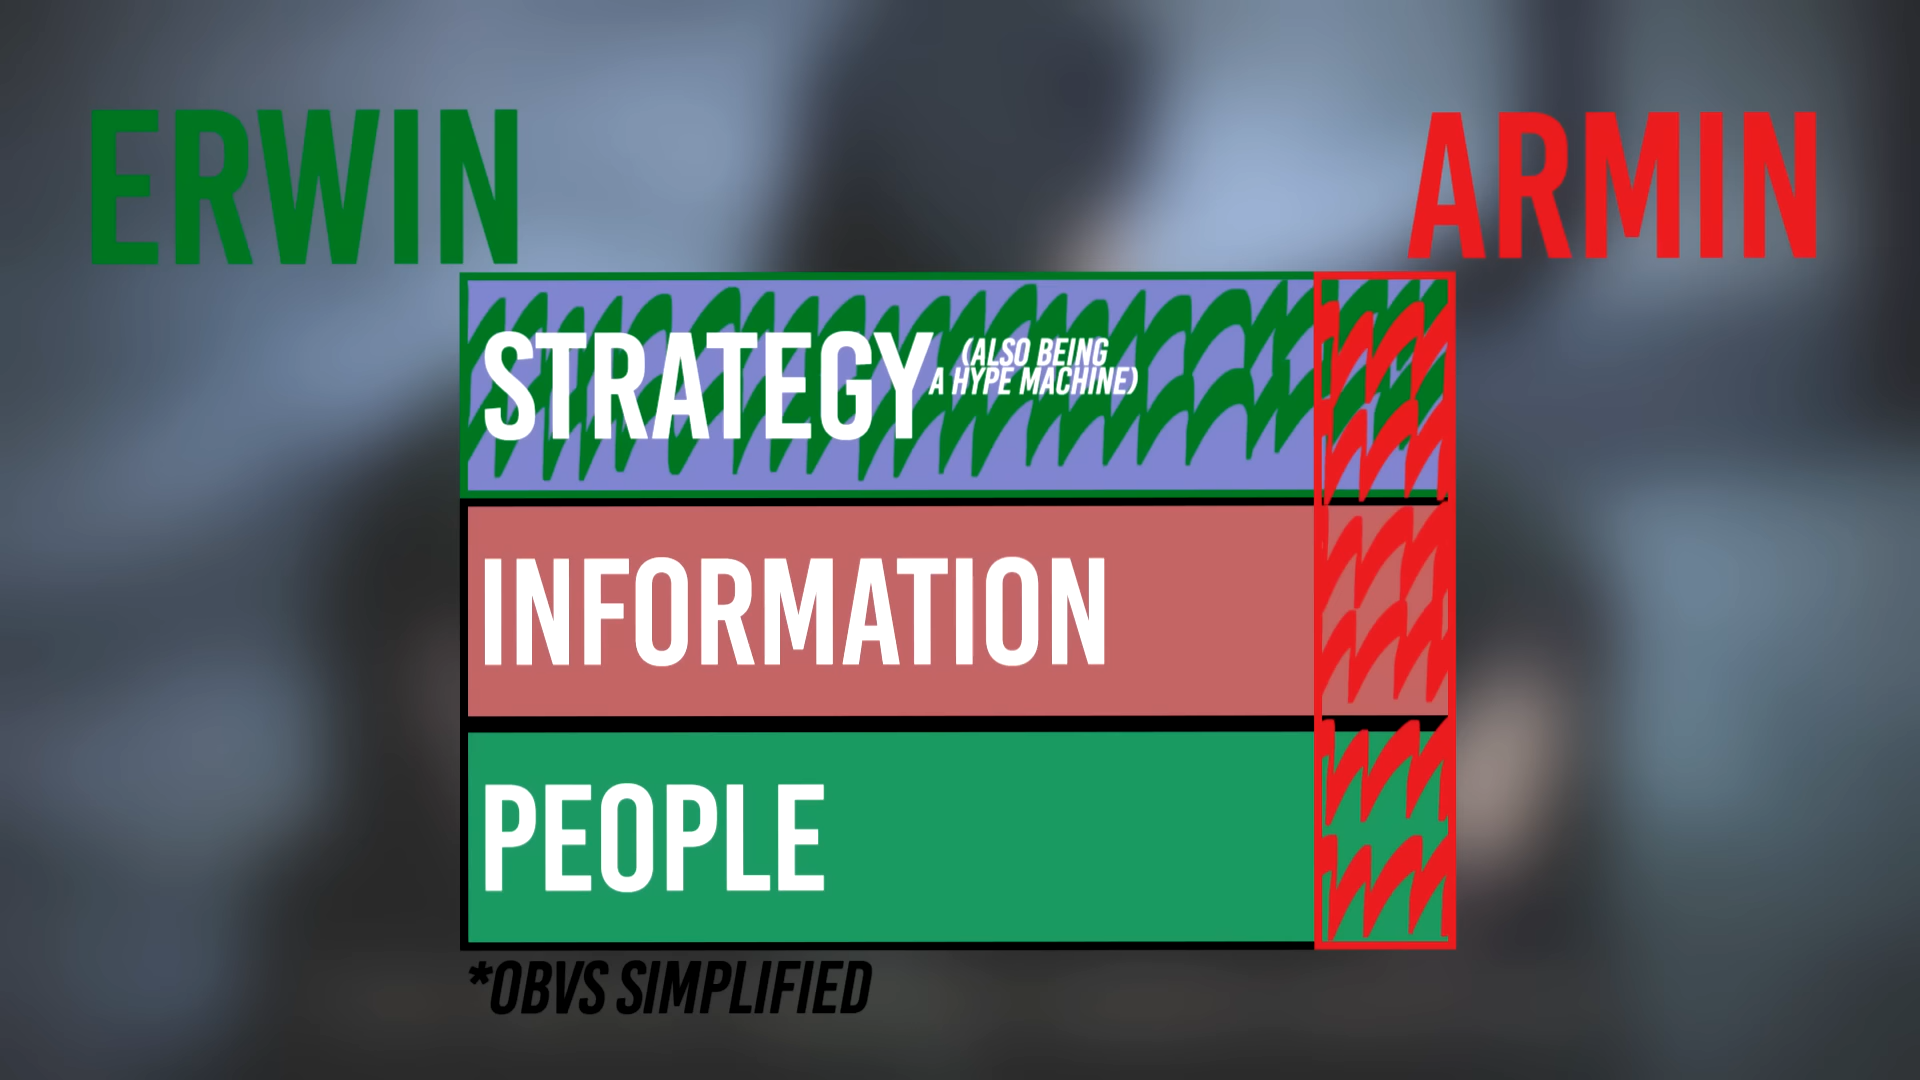 ERWIN
ARMIN
STRATEGY
(ALSO BEING
A HYPE MACHINE)
INFORMATION
PEOPLE
*OBVS SIMPLIFIED